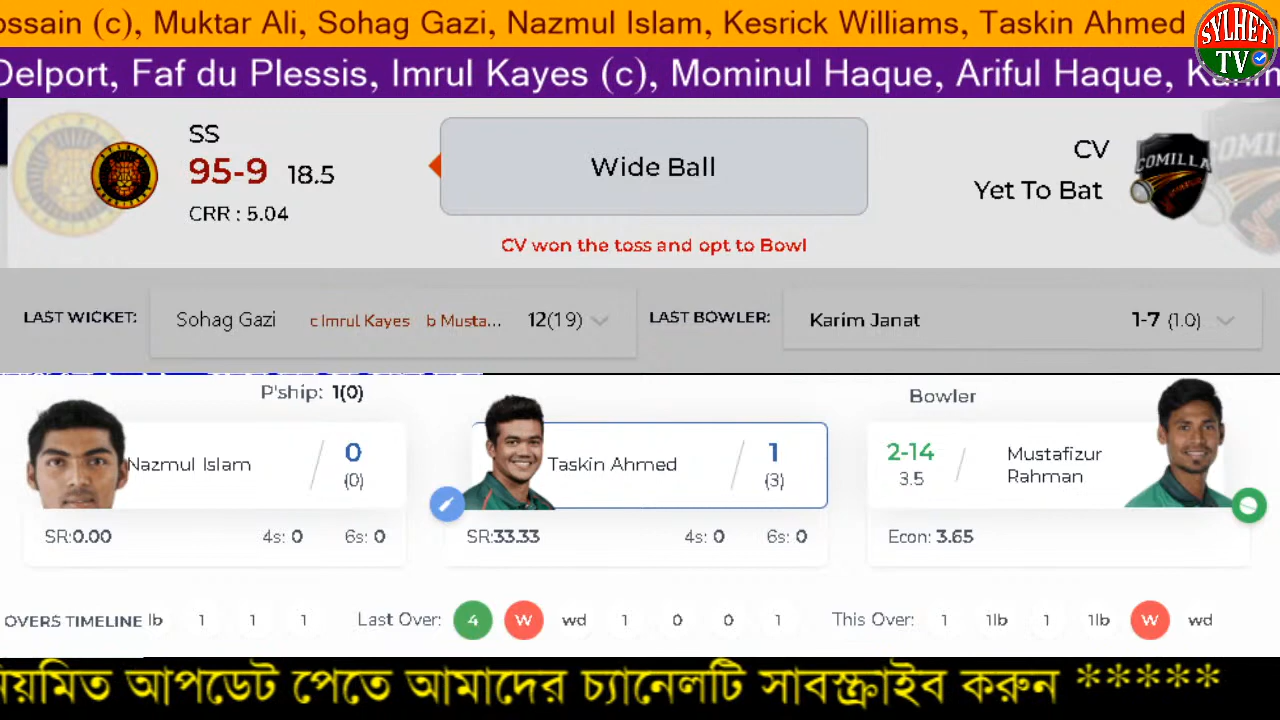 ossain (c), Muktar Ali, Sohag Gazi, Nazmul Islam, Kesrick Williams, Taskin Ahmed
SYLHET TV
Delport, Faf du Plessis, Imrul Kayes (c), Mominul Haque, Ariful Haque, Karim
SS
95-9 18.5
CRR : 5.04
Wide Ball
CV won the toss and opt to Bowl
CV
Yet To Bat
COMILLA
LAST WICKET: Sohag Gazi c Imrul Kayes b Musta... 12(19)
LAST BOWLER: Karim Janat 1-7 (1.0)
P'ship: 1(0)
Bowler
Nazmul Islam 0 (0)
SR:0.00 4s: 0 6s: 0
Taskin Ahmed 1 (3)
SR:33.33 4s: 0 6s: 0
2-14 3.5 Mustafizur Rahman
Econ: 3.65
OVERS TIMELINE lb 1 1 1 Last Over: 4 W wd 1 0 0 1 This Over: 1 1lb 1 1lb W wd
নিয়মিত আপডেট পেতে আমাদের চ্যানেলটি সাবস্ক্রাইব করুন *****